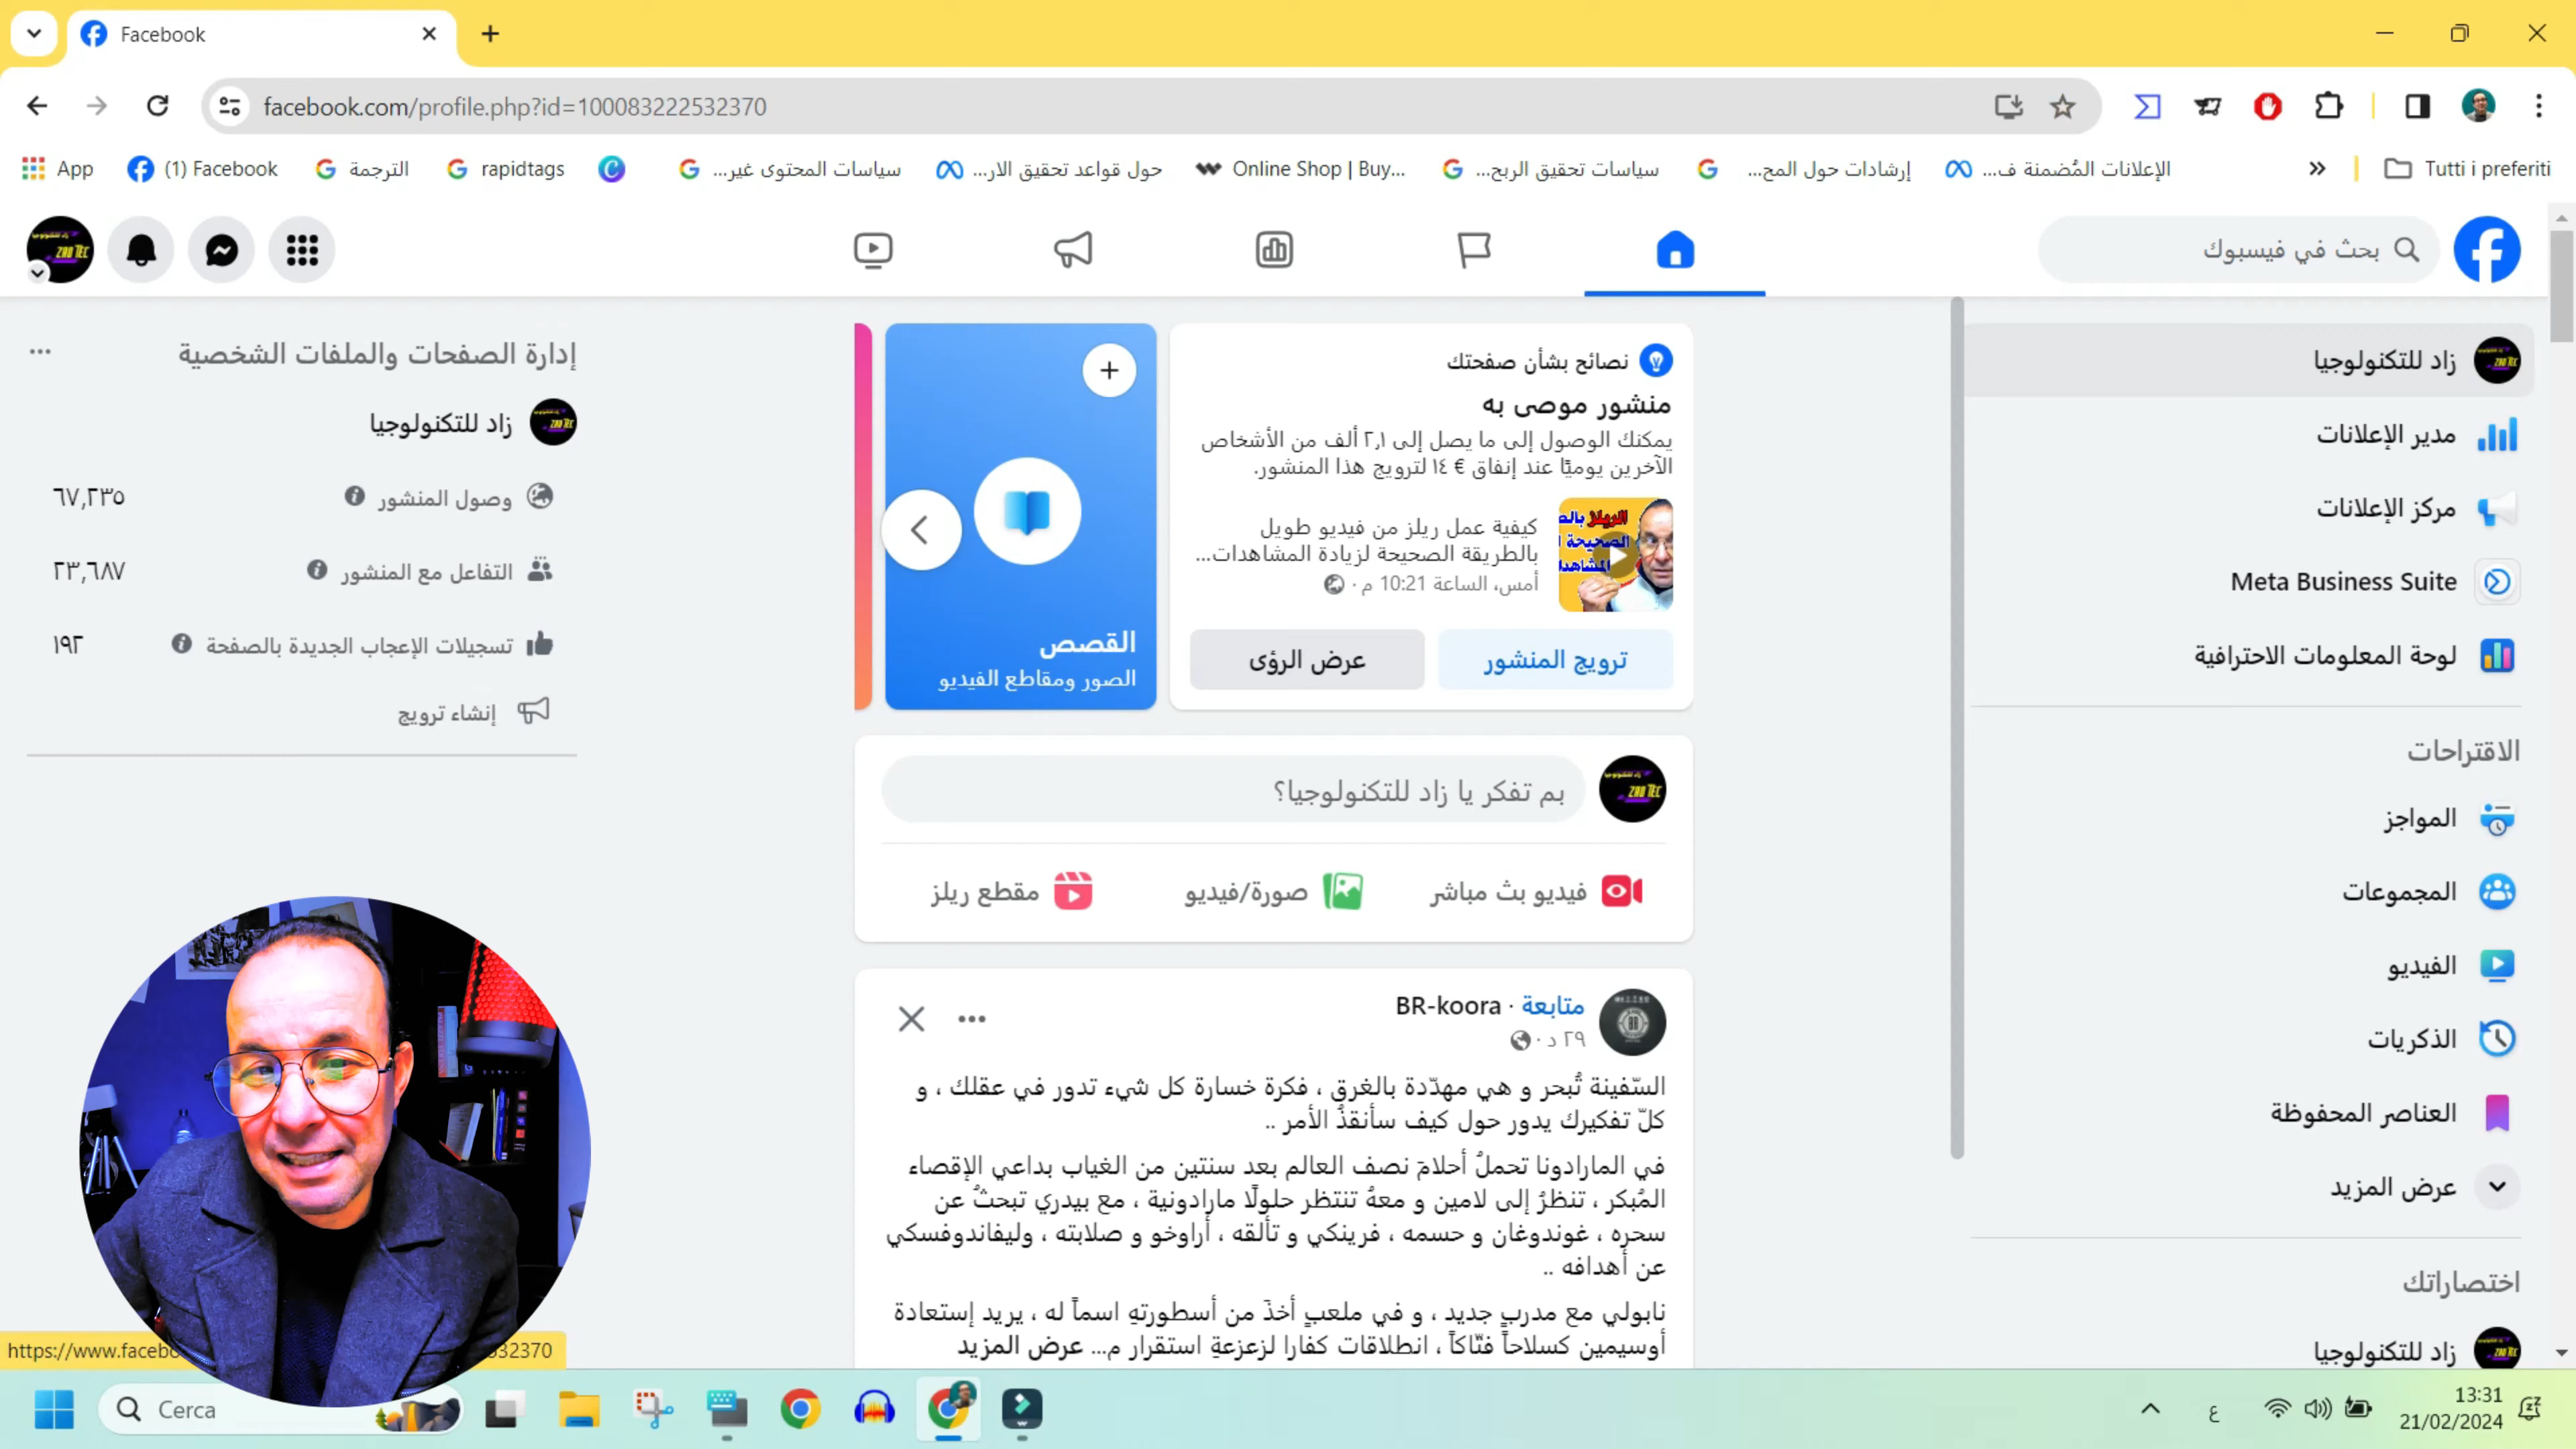 Facebook
facebook.com/profile.php?id=100083222532370
App
(1) Facebook
الترجمة
rapidtags
سياسات المحتوى غير...
حول قواعد تحقيق الار...
Online Shop | Buy...
سياسات تحقيق الربح...
إرشادات حول المح...
الإعلانات المُضمنة ف...
Tutti i preferiti
بحث في فيسبوك
زاد للتكنولوجيا
مدير الإعلانات
مركز الإعلانات
Meta Business Suite
لوحة المعلومات الاحترافية
الاقتراحات
المواجز
المجموعات
الفيديو
الذكريات
العناصر المحفوظة
عرض المزيد
اختصاراتك
زاد للتكنولوجيا
نصائح بشأن صفحتك
منشور موصى به
يمكنك الوصول إلى ما يصل إلى ٢,١ ألف من الأشخاص
الآخرين يوميًا عند إنفاق € ١٤ لترويج هذا المنشور.
كيفية عمل ريلز من فيديو طويل
بالطريقة الصحيحة لزيادة المشاهدات...
أمس، الساعة 10:21 م ·
ترويج المنشور
عرض الرؤى
القصص
الصور ومقاطع الفيديو
بم تفكر يا زاد للتكنولوجيا؟
فيديو بث مباشر
صورة/فيديو
مقطع ريلز
BR-koora · متابعة
٢٩ د ·
السّفينة تُبحر و هي مهدّدة بالغرق ، فكرة خسارة كل شيء تدور في عقلك ، و
كلّ تفكيرك يدور حول كيف سأنقذُ الأمر ..
في المارادونا تحملُ أحلامَ نصف العالم بعد سنتين من الغياب بداعي الإقصاء
المُبكر ، تنظرُ إلى لامين و معهُ تنتظر حلولًا مارادونية ، مع بيدري تبحثُ عن
سحره ، غوندوغان و حسمه ، فرينكي و تألقه ، أراوخو و صلابته ، وليفاندوفسكي
عن أهدافه ..
نابولي مع مدربٍ جديد ، و في ملعبٍ أخذَ من أسطورتهِ اسماً له ، يريد إستعادة
أوسيمين كسلاحاً فتّاكاً ، انطلاقات كفارا لزعزعةِ استقرار م... عرض المزيد
إدارة الصفحات والملفات الشخصية
زاد للتكنولوجيا
وصول المنشور ٦٧,٢٣٥
التفاعل مع المنشور ٢٣,٦٨٧
تسجيلات الإعجاب الجديدة بالصفحة ١٩٢
إنشاء ترويج
https://www.facebo
32370
Cerca
ع
13:31
21/02/2024